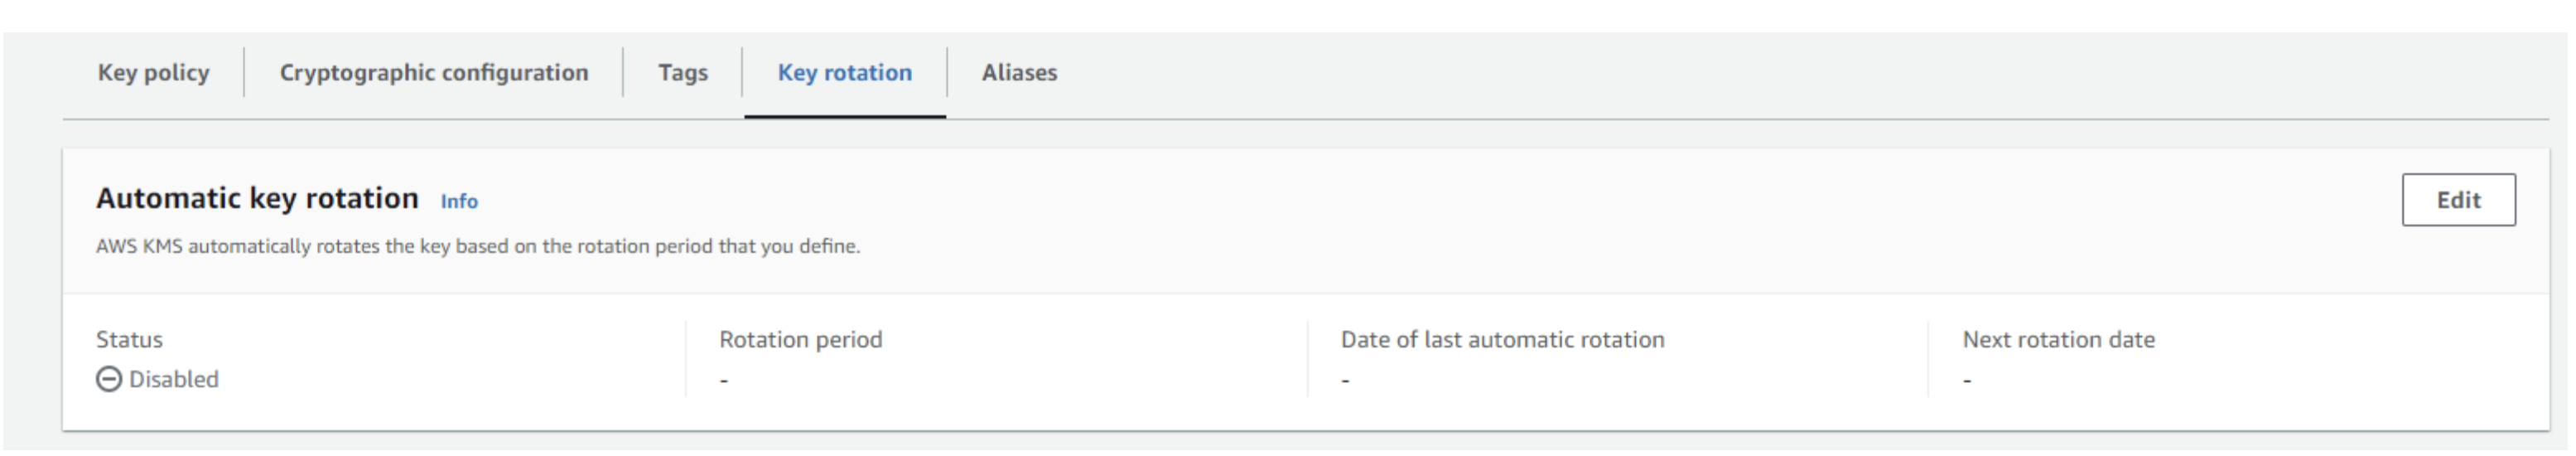 Key policy Cryptographic configuration Tags Key rotation Aliases
Automatic key rotation Info
Edit
AWS KMS automatically rotates the key based on the rotation period that you define.
Status Rotation period Date of last automatic rotation Next rotation date
Disabled - - -